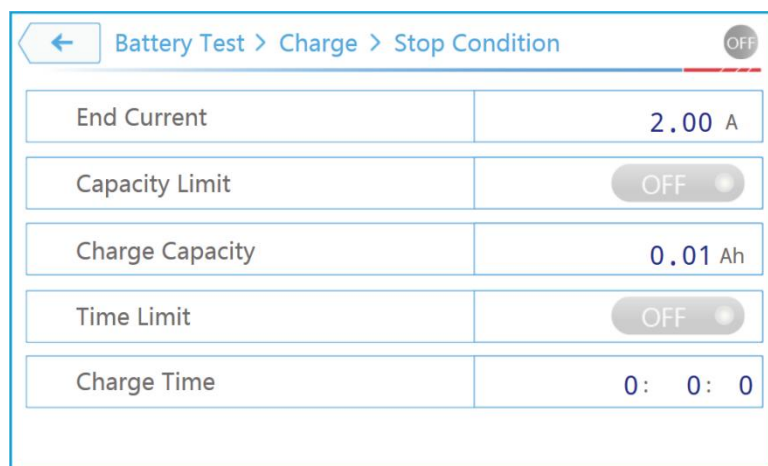 Battery Test > Charge > Stop Condition OFF
End Current 2.00 A
Capacity Limit OFF
Charge Capacity 0.01 Ah
Time Limit OFF
Charge Time 0: 0: 0